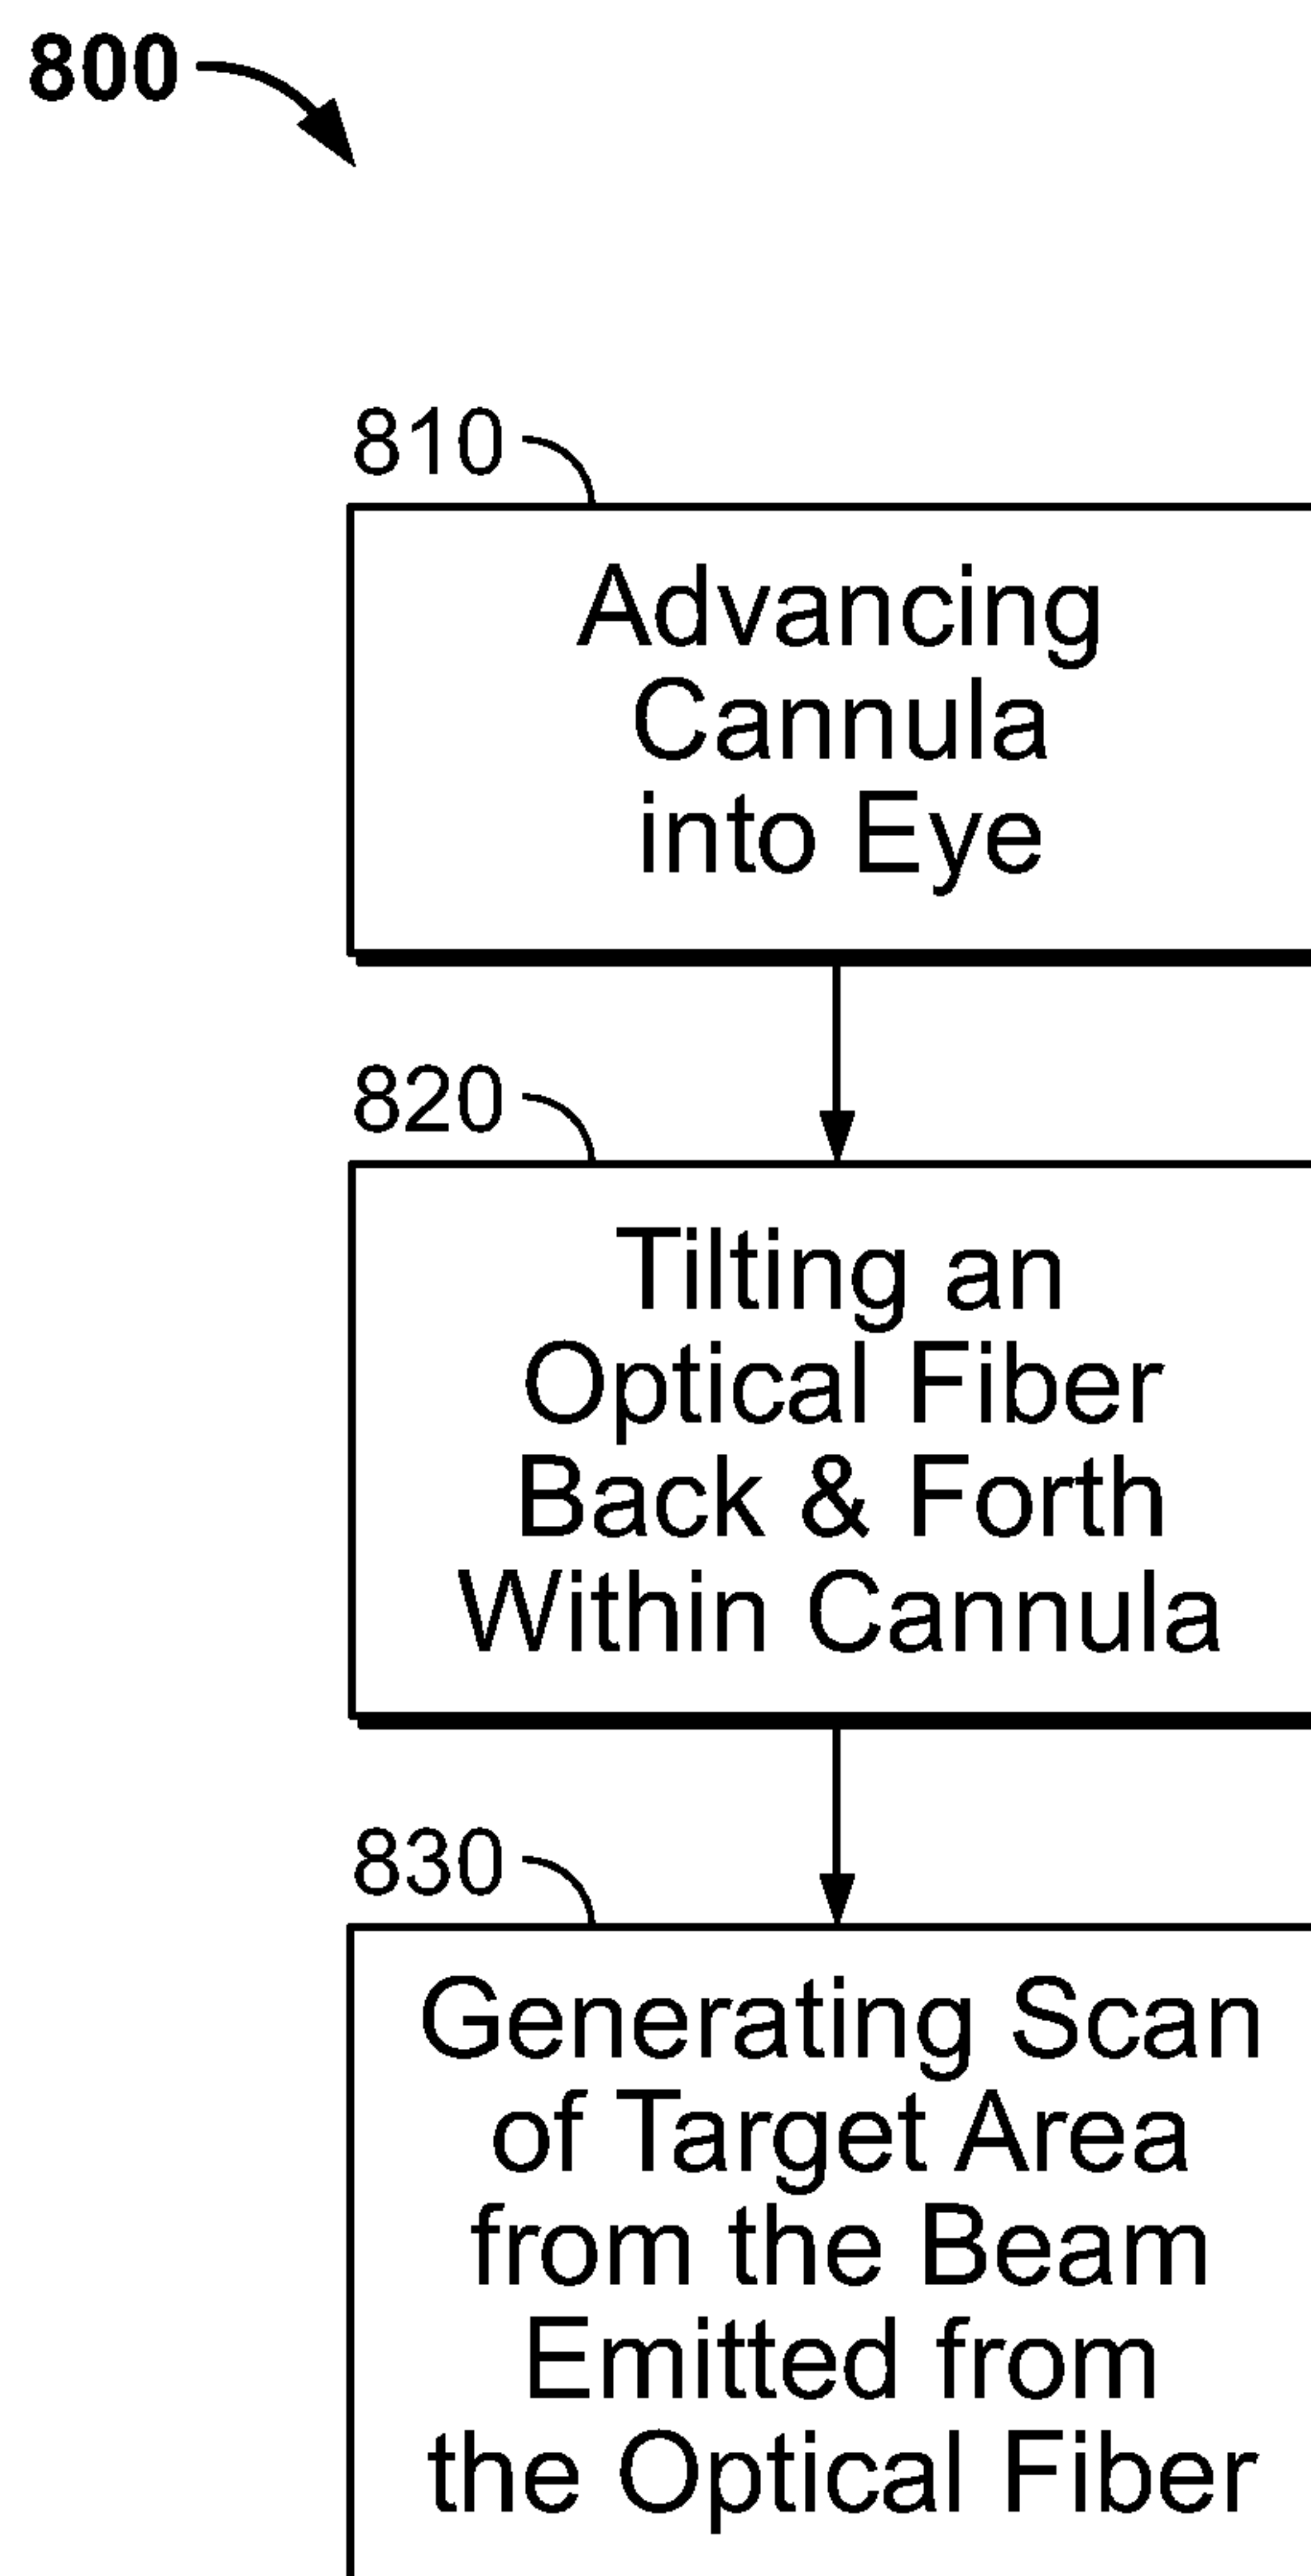 800
810
Advancing
Cannula
into Eye
820
Tilting an
Optical Fiber
Back & Forth
Within Cannula
830
Generating Scan
of Target Area
from the Beam
Emitted from
the Optical Fiber